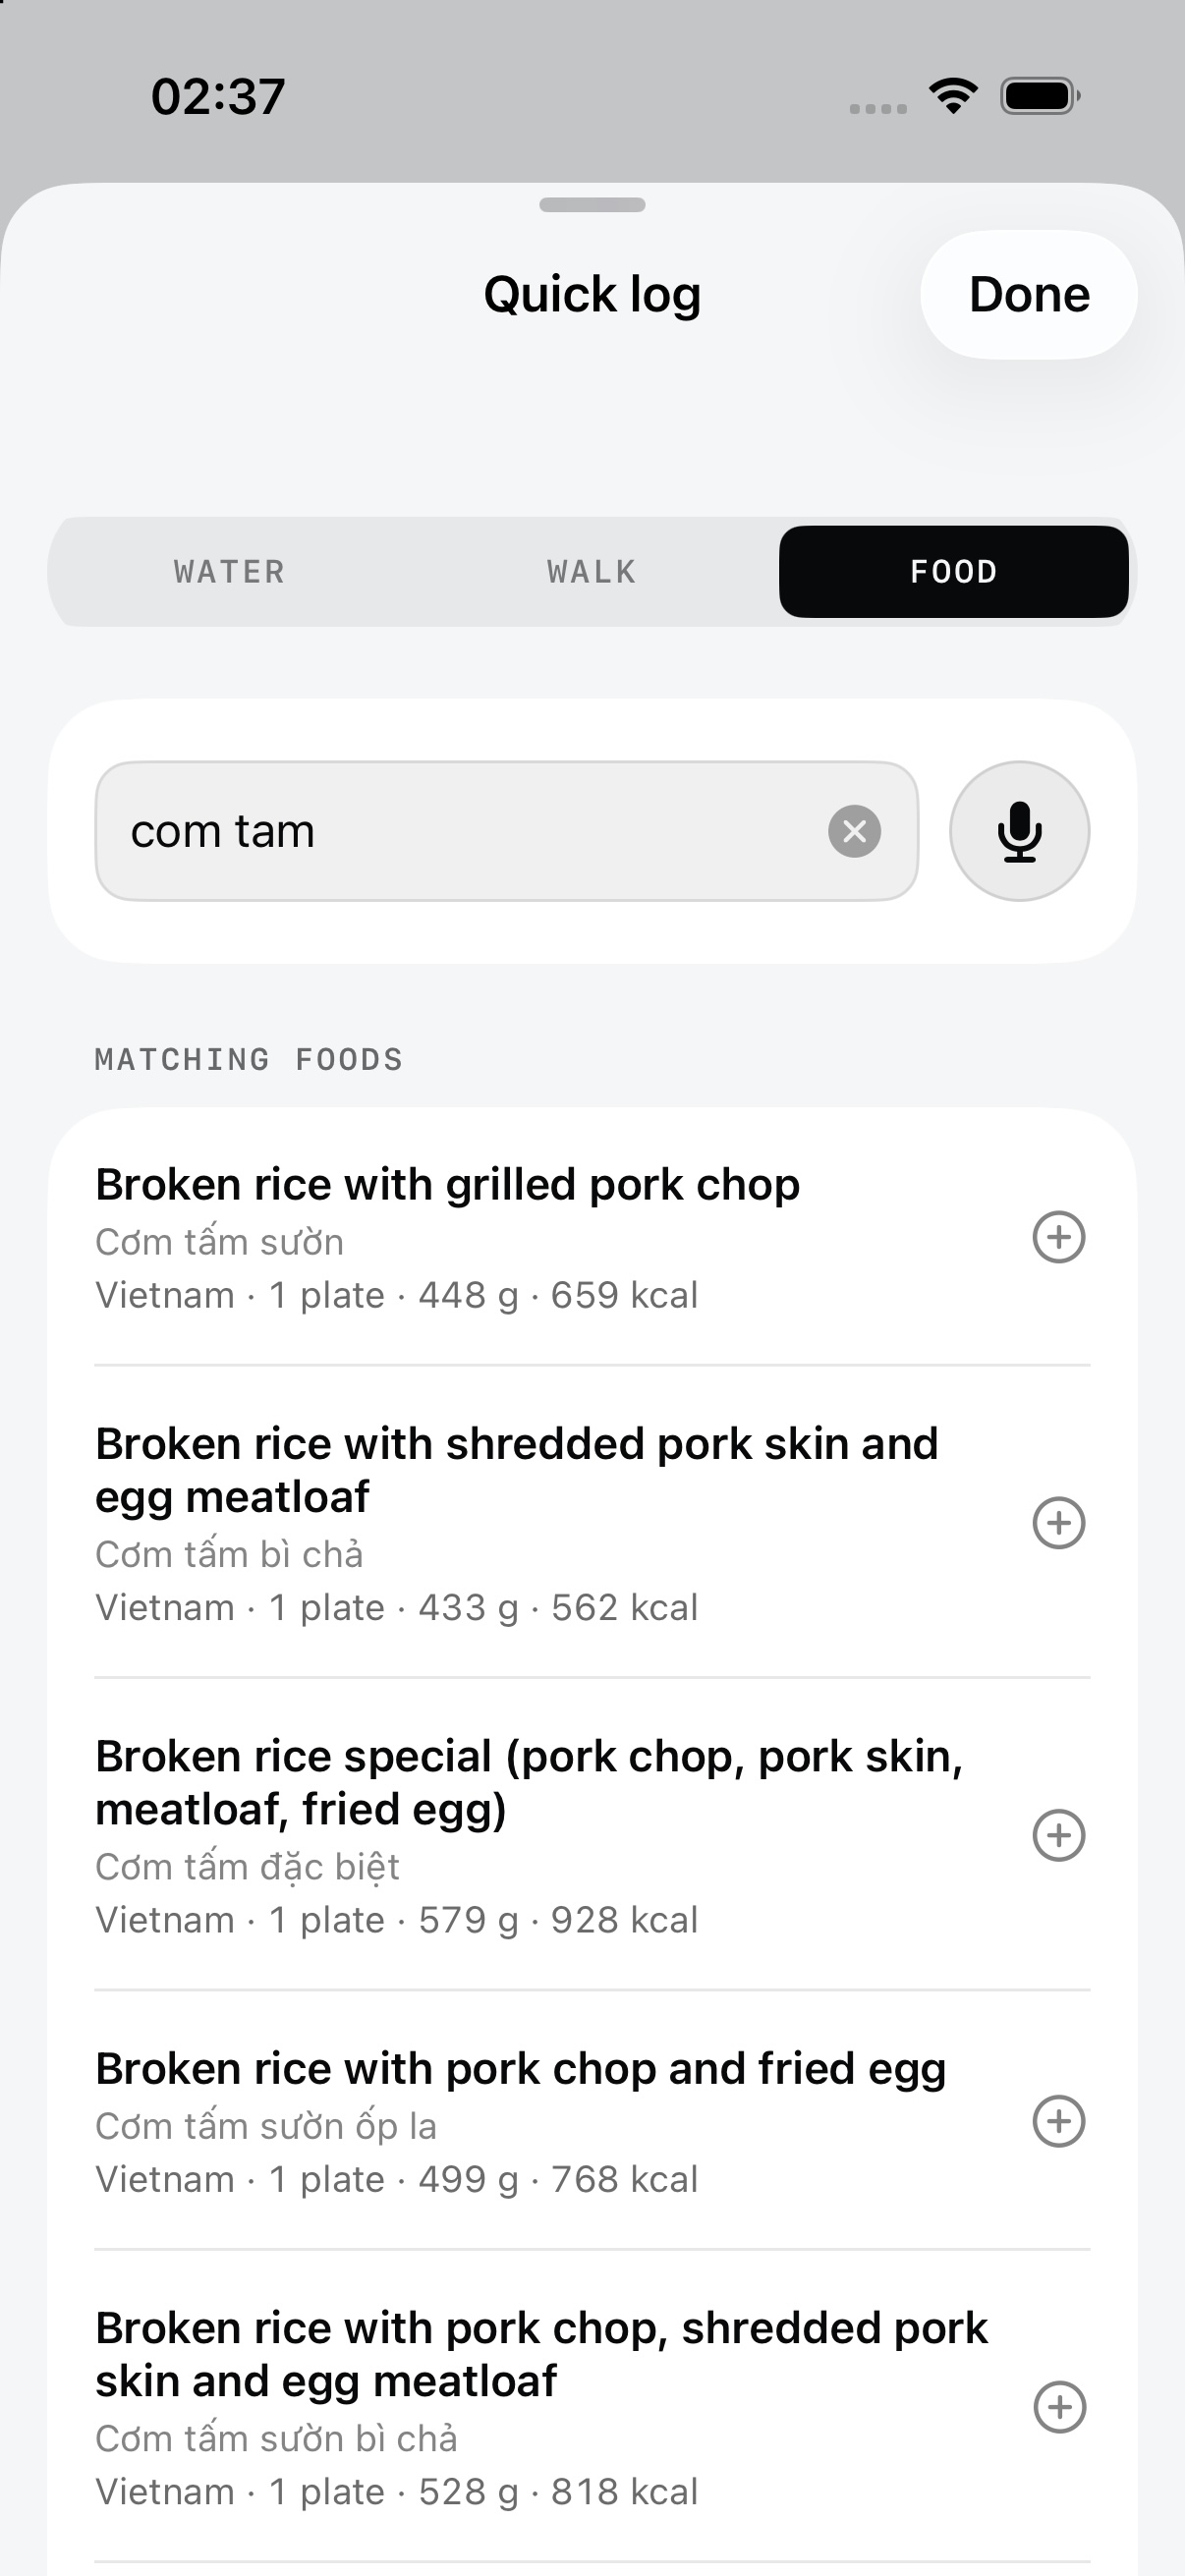 02:37
Quick log
Done
WATER
WALK
FOOD
com tam
MATCHING FOODS
Broken rice with grilled pork chop
Cơm tấm sườn
Vietnam · 1 plate · 448 g · 659 kcal
Broken rice with shredded pork skin and
egg meatloaf
Cơm tấm bì chả
Vietnam · 1 plate · 433 g · 562 kcal
Broken rice special (pork chop, pork skin,
meatloaf, fried egg)
Cơm tấm đặc biệt
Vietnam · 1 plate · 579 g · 928 kcal
Broken rice with pork chop and fried egg
Cơm tấm sườn ốp la
Vietnam · 1 plate · 499 g · 768 kcal
Broken rice with pork chop, shredded pork
skin and egg meatloaf
Cơm tấm sườn bì chả
Vietnam · 1 plate · 528 g · 818 kcal